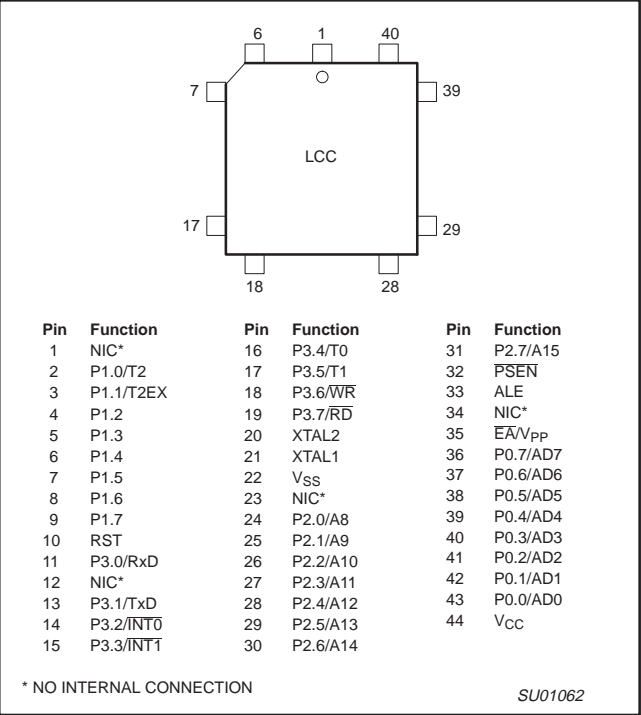 6 1 40
7 39
LCC
17 29
18 28
Pin Function Pin Function Pin Function
1 NIC* 16 P3.4/T0 31 P2.7/A15
2 P1.0/T2 17 P3.5/T1 32 PSEN
3 P1.1/T2EX 18 P3.6/WR 33 ALE
4 P1.2 19 P3.7/RD 34 NIC*
5 P1.3 20 XTAL2 35 EA/VPP
6 P1.4 21 XTAL1 36 P0.7/AD7
7 P1.5 22 VSS 37 P0.6/AD6
8 P1.6 23 NIC* 38 P0.5/AD5
9 P1.7 24 P2.0/A8 39 P0.4/AD4
10 RST 25 P2.1/A9 40 P0.3/AD3
11 P3.0/RxD 26 P2.2/A10 41 P0.2/AD2
12 NIC* 27 P2.3/A11 42 P0.1/AD1
13 P3.1/TxD 28 P2.4/A12 43 P0.0/AD0
14 P3.2/INT0 29 P2.5/A13 44 VCC
15 P3.3/INT1 30 P2.6/A14
* NO INTERNAL CONNECTION
SU01062